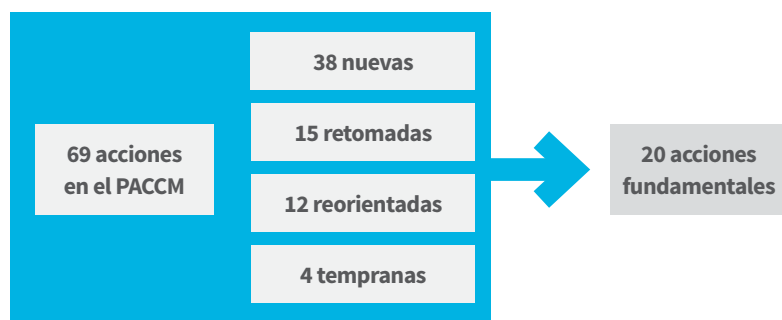 69 acciones
en el PACCM
38 nuevas
15 retomadas
12 reorientadas
4 tempranas
20 acciones
fundamentales